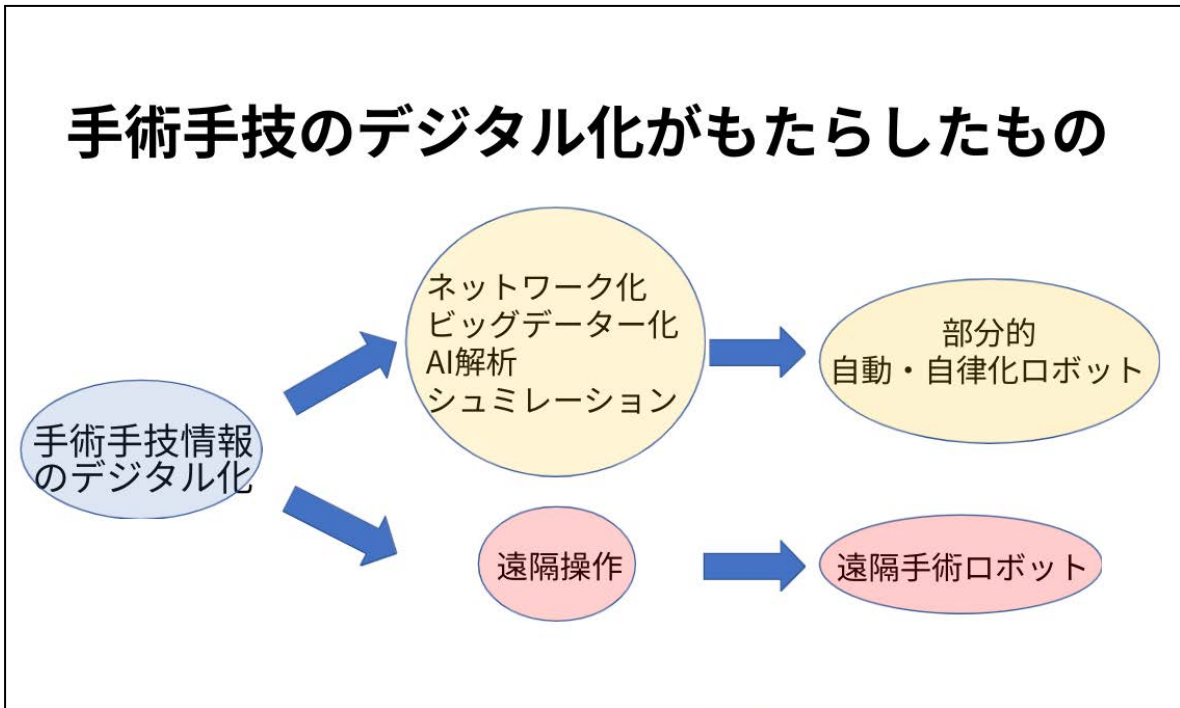 手術手技のデジタル化がもたらしたもの
ネットワーク化
ビッグデーター化
AI解析
シュミレーション
部分的
自動・自律化ロボット
手術手技情報
のデジタル化
遠隔操作
遠隔手術ロボット